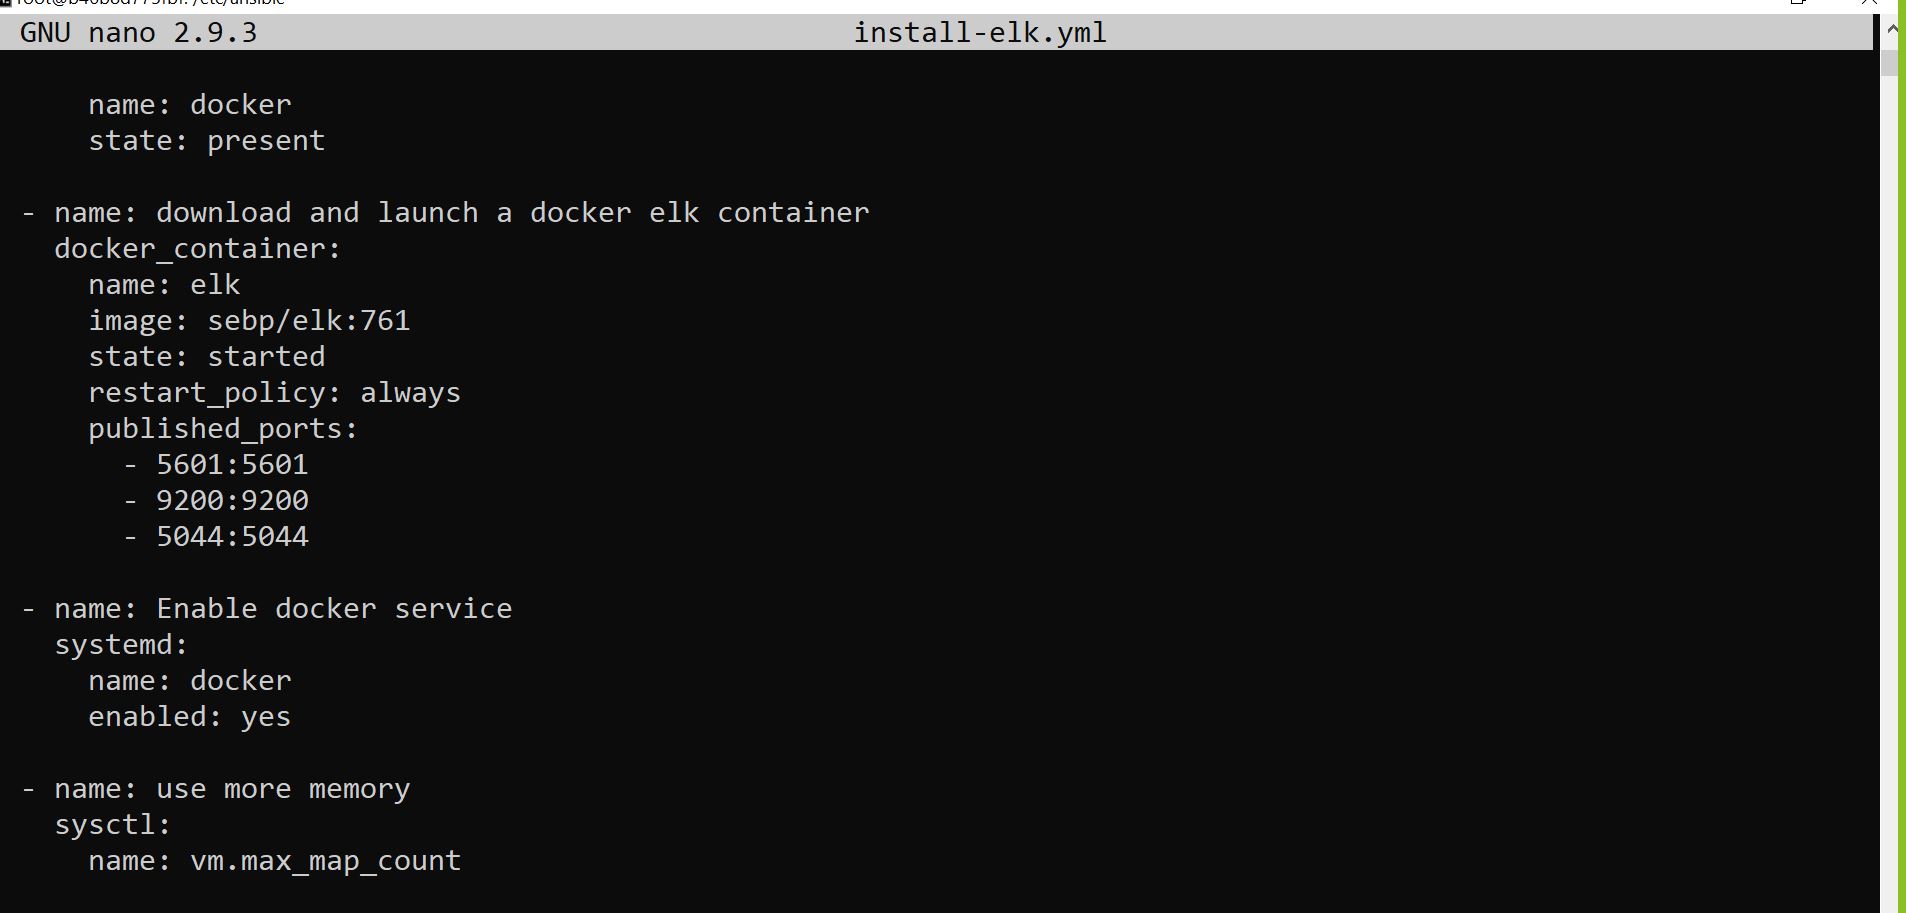 GNU nano 2.9.3 install-elk.yml
name: docker
state: present
- name: download and launch a docker elk container
docker_container:
name: elk
image: sebp/elk:761
state: started
restart_policy: always
published_ports:
- 5601:5601
- 9200:9200
- 5044:5044
- name: Enable docker service
systemd:
name: docker
enabled: yes
- name: use more memory
sysctl:
name: vm.max_map_count